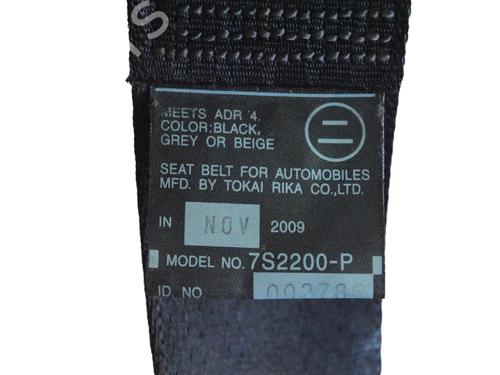 MEETS ADR 4.
COLOR:BLACK,
GREY OR BEIGE
SEAT BELT FOR AUTOMOBILES
MFD. BY TOKAI RIKA CO.,LTD.
IN NOV 2009
MODEL NO. 7S2200-P
ID. NO